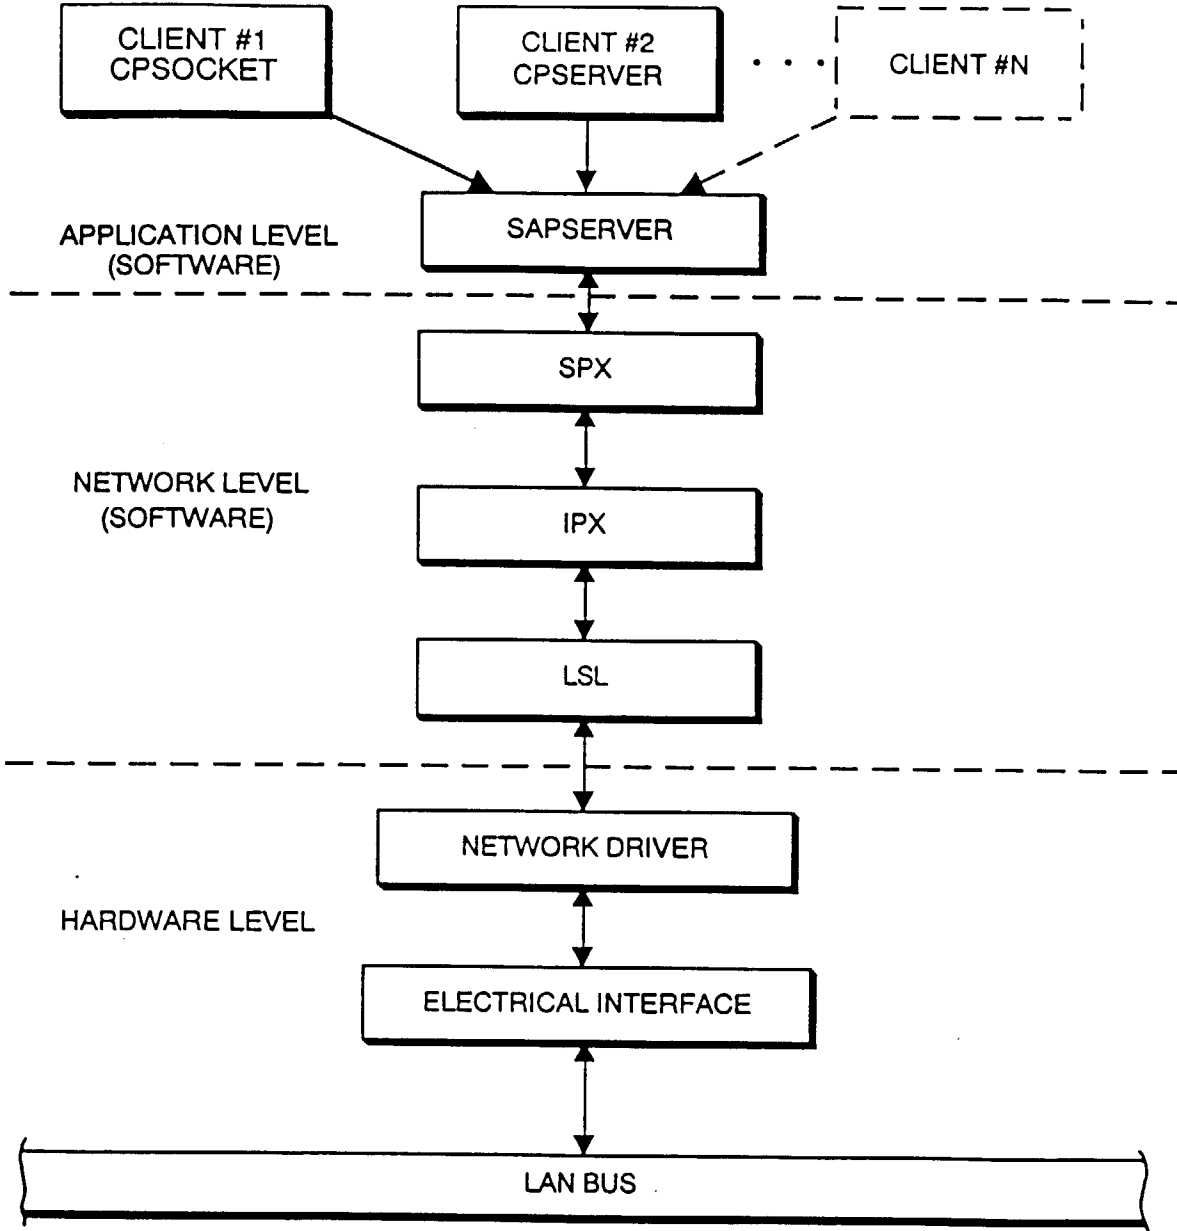 CLIENT #1
CPSOCKET
CLIENT #2
CPSERVER
. . .
CLIENT #N
SAPSERVER
APPLICATION LEVEL
(SOFTWARE)
SPX
NETWORK LEVEL
(SOFTWARE)
IPX
LSL
NETWORK DRIVER
HARDWARE LEVEL
ELECTRICAL INTERFACE
LAN BUS